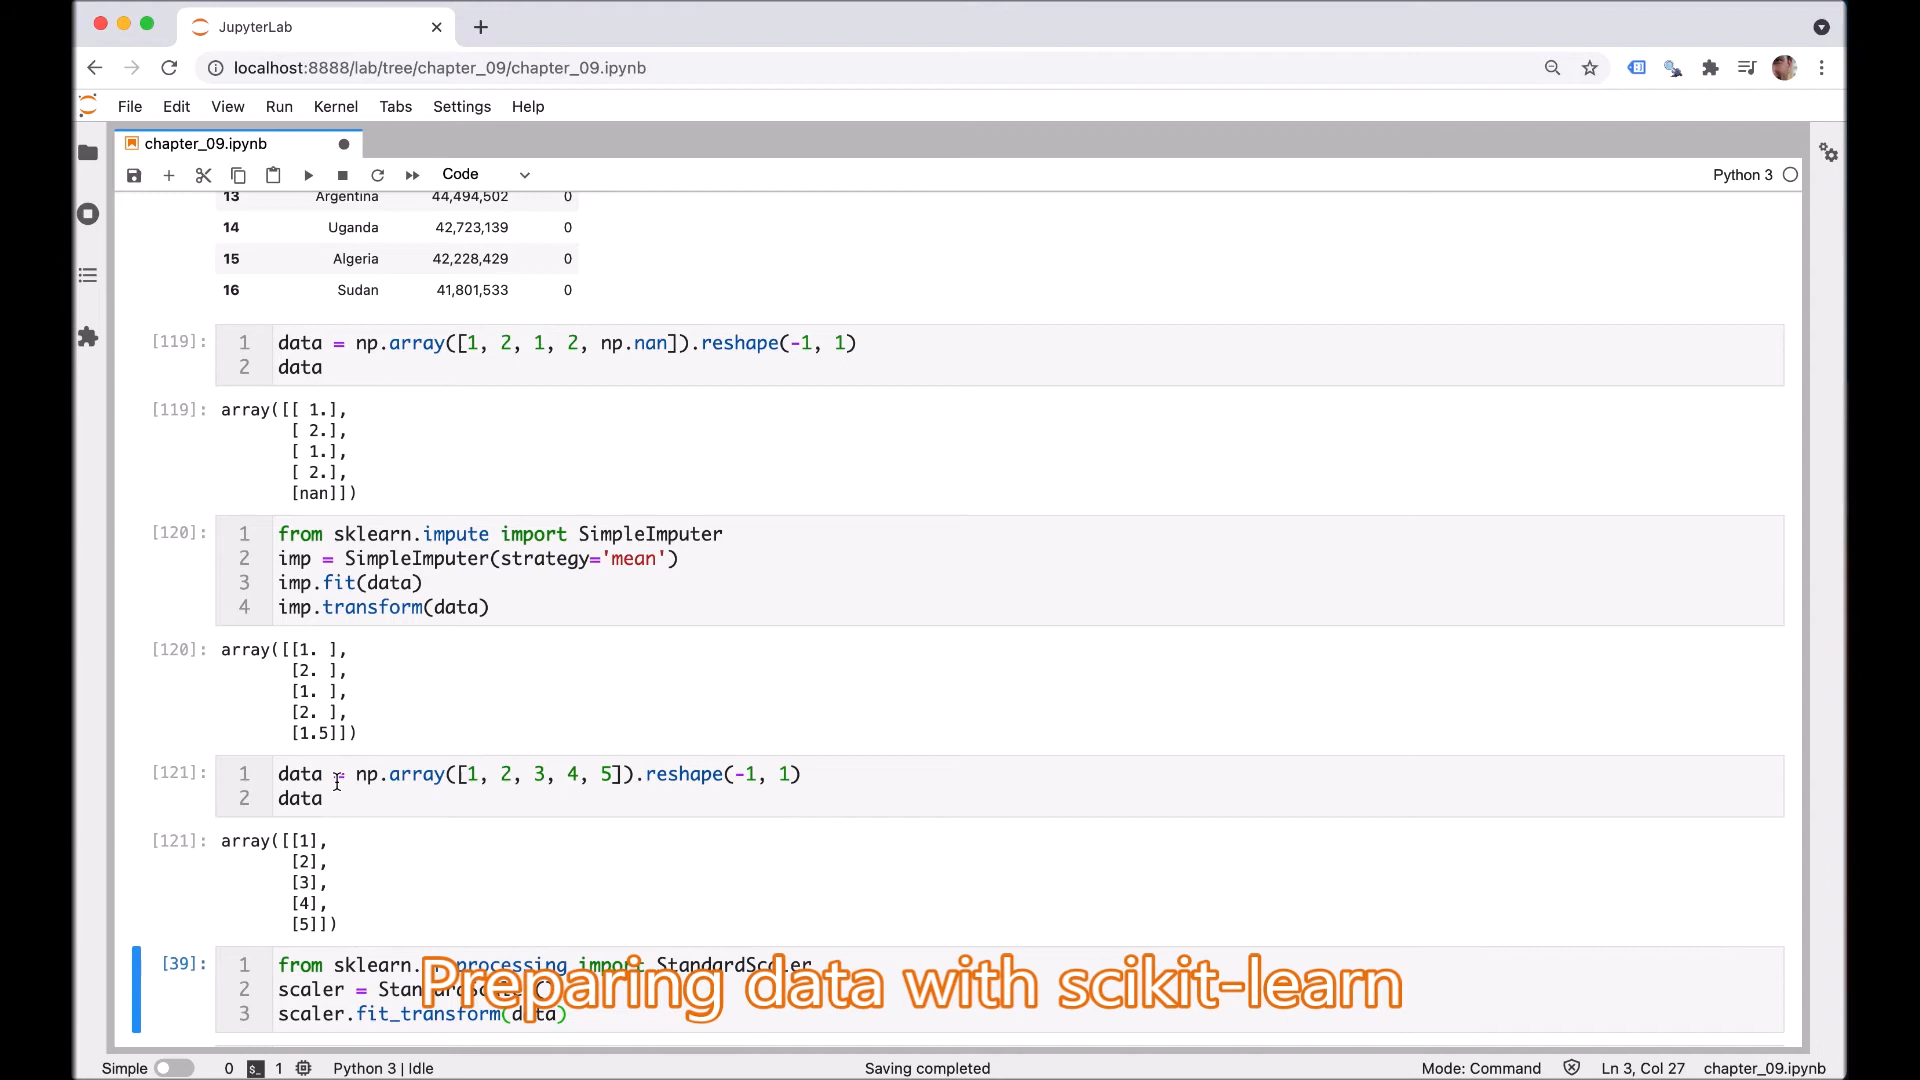 JupyterLab
localhost:8888/lab/tree/chapter_09/chapter_09.ipynb
File Edit View Run Kernel Tabs Settings Help
chapter_09.ipynb
Code
Python 3
13 Argentina 44,494,502 0
14 Uganda 42,723,139 0
15 Algeria 42,228,429 0
16 Sudan 41,801,533 0
[119]: 1 data = np.array([1, 2, 1, 2, np.nan]).reshape(-1, 1)
2 data
[119]: array([[ 1.],
[ 2.],
[ 1.],
[ 2.],
[nan]])
[120]: 1 from sklearn.impute import SimpleImputer
2 imp = SimpleImputer(strategy='mean')
3 imp.fit(data)
4 imp.transform(data)
[120]: array([[1. ],
[2. ],
[1. ],
[2. ],
[1.5]])
[121]: 1 data = np.array([1, 2, 3, 4, 5]).reshape(-1, 1)
2 data
[121]: array([[1],
[2],
[3],
[4],
[5]])
[39]: 1 from sklearn.preprocessing import StandardScaler
2 scaler = StandardScaler()
3 scaler.fit_transform(data)
Preparing data with scikit-learn
Simple 0 1 Python 3 | Idle Saving completed Mode: Command Ln 3, Col 27 chapter_09.ipynb